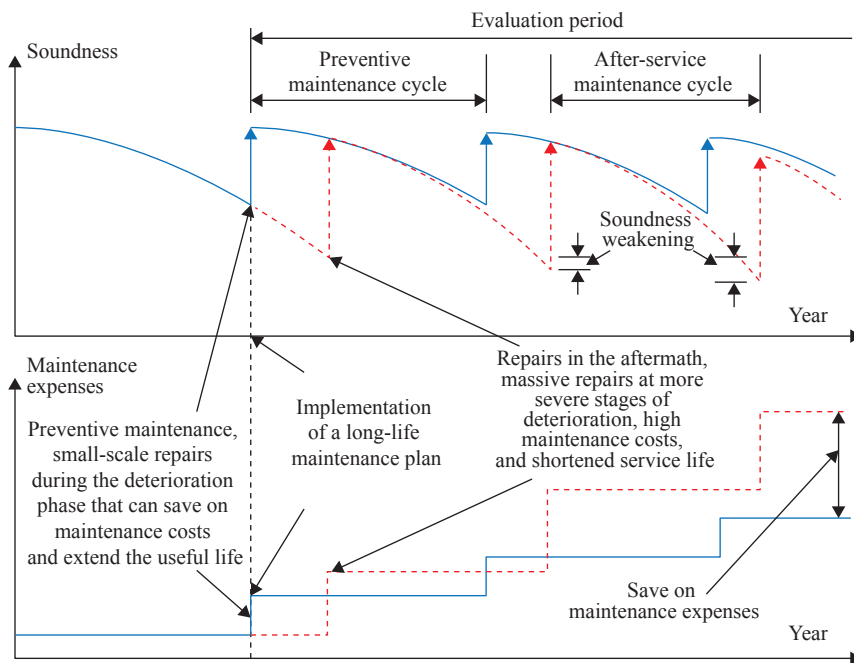 Evaluation period
Soundness
Preventive
maintenance cycle
After-service
maintenance cycle
Soundness
weakening
Year
Maintenance
expenses
Preventive maintenance,
small-scale repairs
during the deterioration
phase that can save on
maintenance costs
and extend the useful life
Implementation
of a long-life
maintenance plan
Repairs in the aftermath,
massive repairs at more
severe stages of
deterioration, high
maintenance costs,
and shortened service life
Save on
maintenance expenses
Year